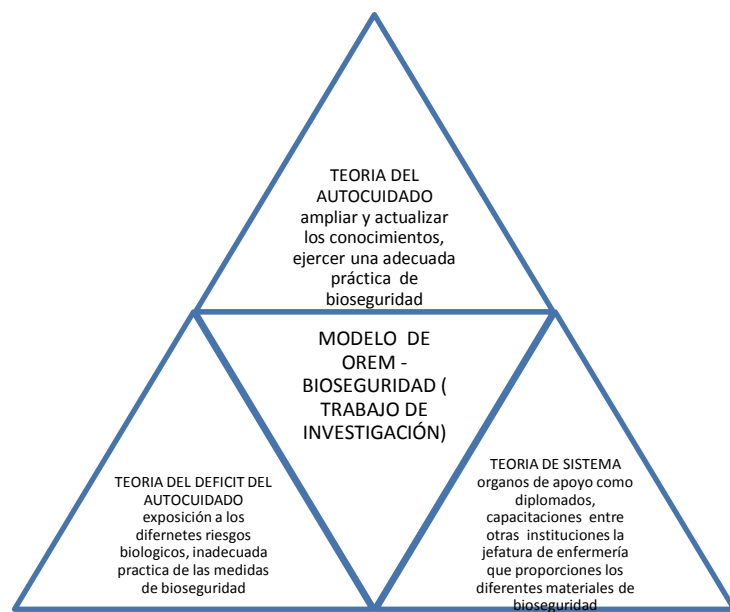 TEORIA DEL
AUTOCUIDADO
ampliar y actualizar
los conocimientos,
ejercer una adecuada
práctica de
bioseguridad
MODELO DE
OREM -
BIOSEGURIDAD (
TRABAJO DE
INVESTIGACIÓN)
TEORIA DEL DEFICIT DEL
AUTOCUIDADO
exposición a los
difernetes riesgos
biologicos, inadecuada
practica de las medidas
de bioseguridad
TEORIA DE SISTEMA
organos de apoyo como
diplomados,
capacitaciones entre
otras instituciones la
jefatura de enfermería
que proporciones los
diferentes materiales de
bioseguridad